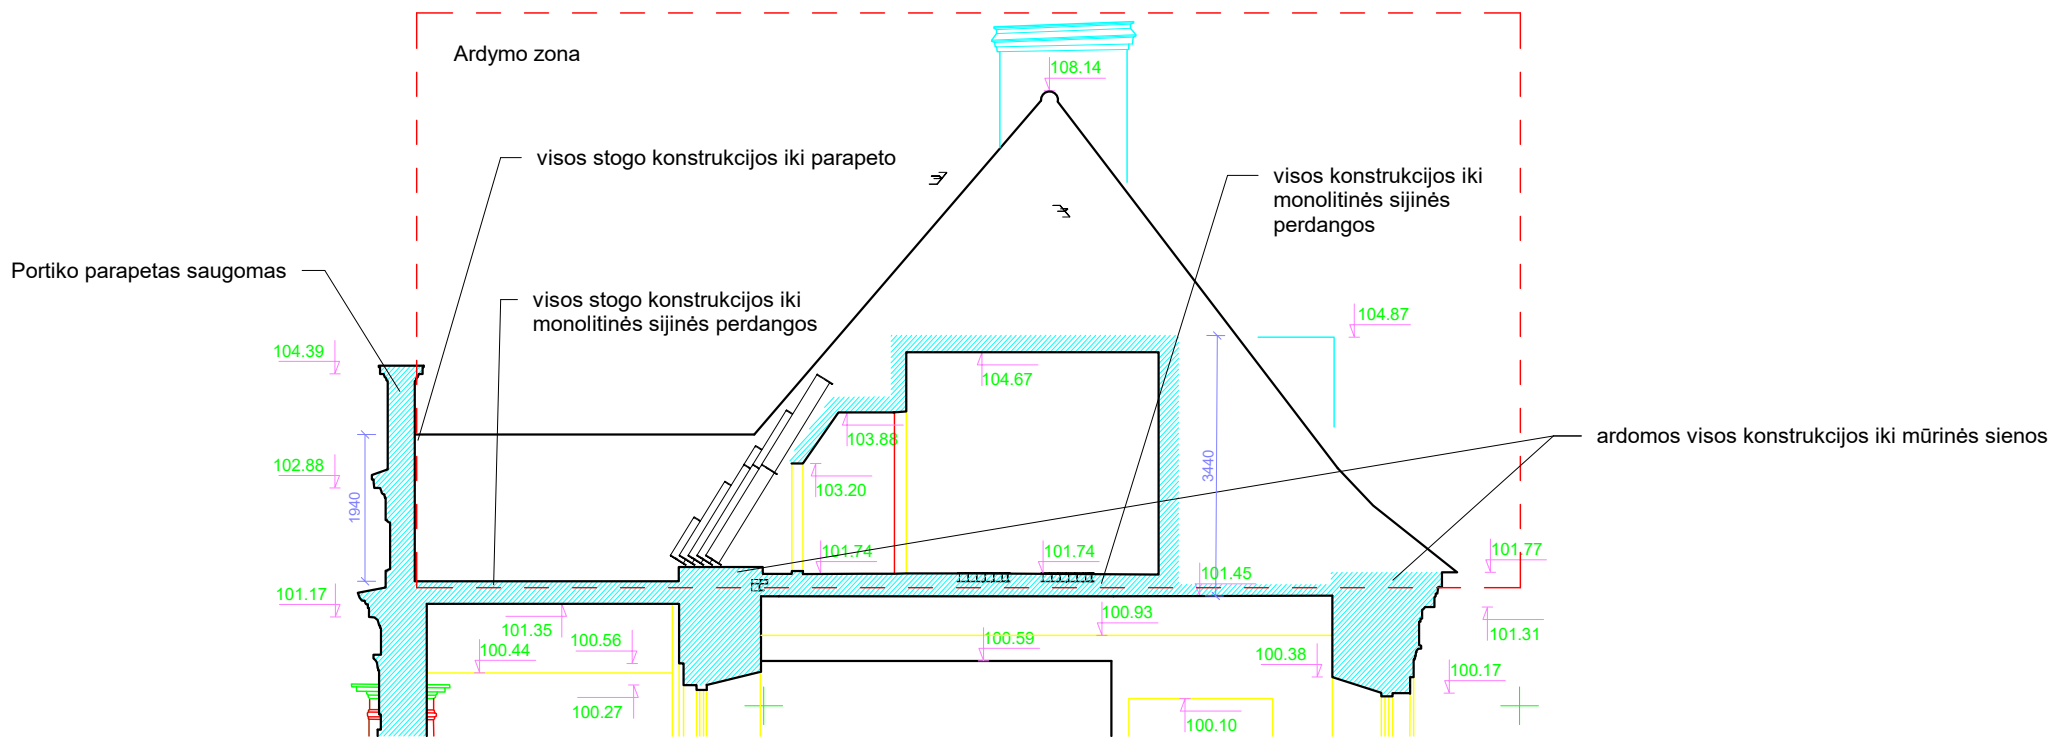 Ardymo zona
108.14
visos stogo konstrukcijos iki parapeto
visos konstrukcijos iki
monolitinės sijinės
perdangos
Portiko parapetas saugomas
visos stogo konstrukcijos iki
monolitinės sijinės perdangos
104.87
104.39
104.67
103.88
ardomos visos konstrukcijos iki mūrinės sienos
102.88
103.20
3440
1940
101.74
101.74
101.77
101.45
101.17
101.35
100.93
101.31
100.56
100.59
100.44
100.38
100.17
100.27
100.10